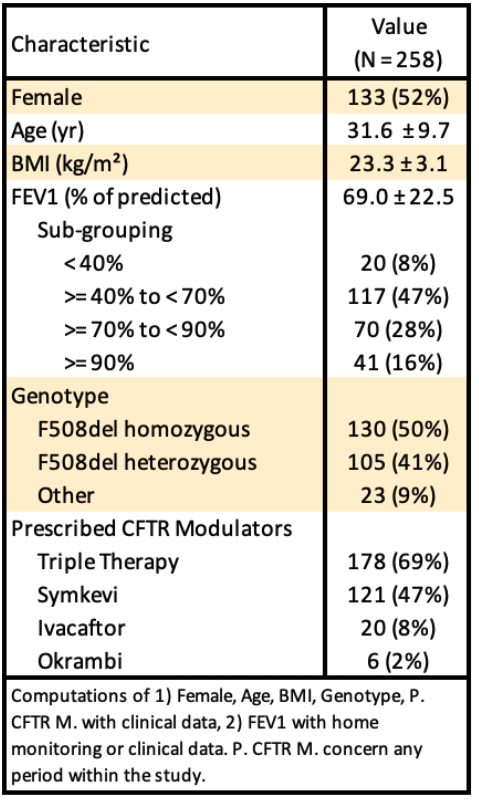 Characteristic Value
(N = 258)
Female 133 (52%)
Age (yr) 31.6 ±9.7
BMI (kg/m²) 23.3 ±3.1
FEV1 (% of predicted) 69.0 ±22.5
Sub-grouping
<40% 20 (8%)
>= 40% to <70% 117 (47%)
>= 70% to <90% 70 (28%)
>= 90% 41 (16%)
Genotype
F508del homozygous 130 (50%)
F508del heterozygous 105 (41%)
Other 23 (9%)
Prescribed CFTR Modulators
Triple Therapy 178 (69%)
Symkevi 121 (47%)
Ivacaftor 20 (8%)
Okrambi 6 (2%)
Computations of 1) Female, Age, BMI, Genotype, P.
CFTR M. with clinical data, 2) FEV1 with home
monitoring or clinical data. P. CFTR M. concern any
period within the study.